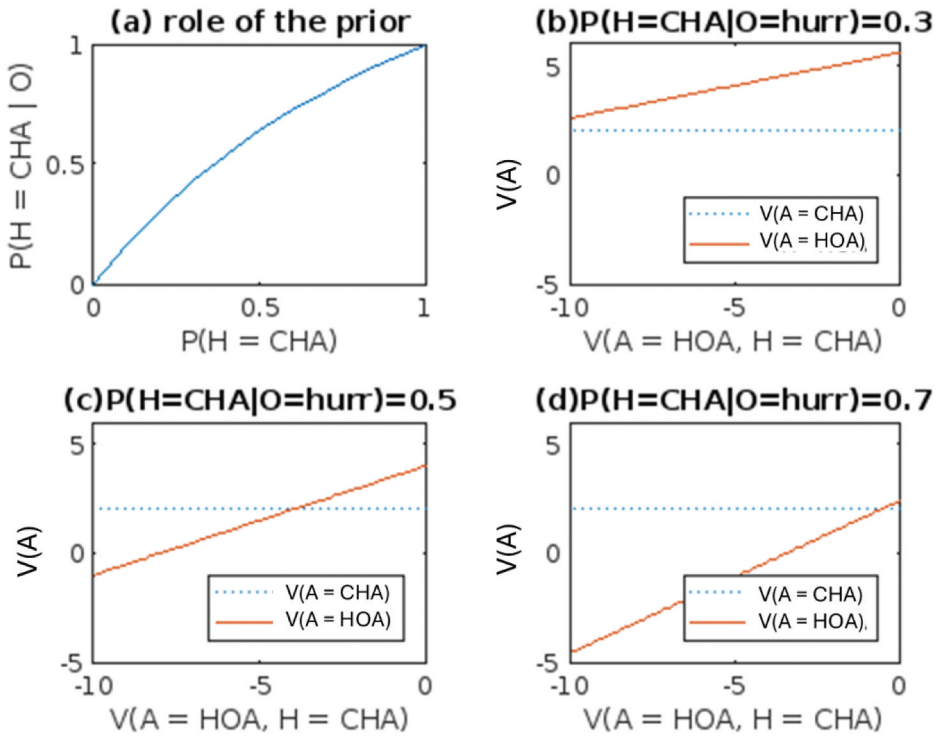 (a) role of the prior
P(H = CHA | O)
1
0.5
0
0
0.5
1
P(H = CHA)
(b)P(H=CHA|O=hurr)=0.3
V(A)
5
0
-5
V(A = CHA)
V(A = HOA),
-10
-5
0
V(A = HOA, H = CHA)
(c)P(H=CHA|O=hurr)=0.5
V(A)
5
0
-5
V(A = CHA)
V(A = HOA)
-10
-5
0
V(A = HOA, H = CHA)
(d)P(H=CHA|O=hurr)=0.7
V(A)
5
0
-5
V(A = CHA)
V(A = HOA),
-10
-5
0
V(A = HOA, H = CHA)